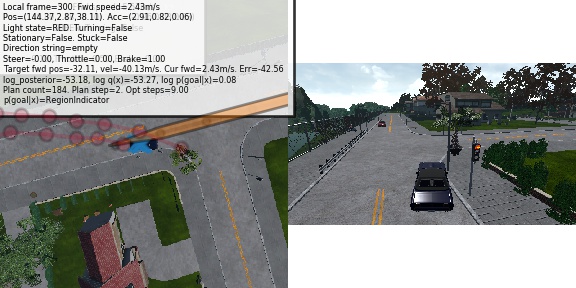 Local frame=300. Fwd speed=2.43m/s
Pos=(144.37,2.87,38.11). Acc=(2.91,0.82,0.06)
Light state=RED. Turning=False
Stationary=False. Stuck=False
Direction string=empty
Steer=-0.00, Throttle=0.00, Brake=1.00
Target fwd pos=-32.11, vel=-40.13m/s. Cur fwd=2.43m/s. Err=-42.56
log_posterior=-53.18, log q(x)=-53.27, log p(goal|x)=0.08
Plan count=184. Plan step=2. Opt steps=9.00
p(goal|x)=RegionIndicator